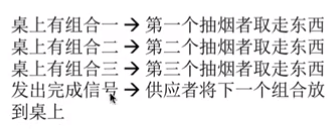 桌上有组合一 → 第一个抽烟者取走东西
桌上有组合二 → 第二个抽烟者取走东西
桌上有组合三 → 第三个抽烟者取走东西
发出完成信号 → 供应者将下一个组合放
到桌上